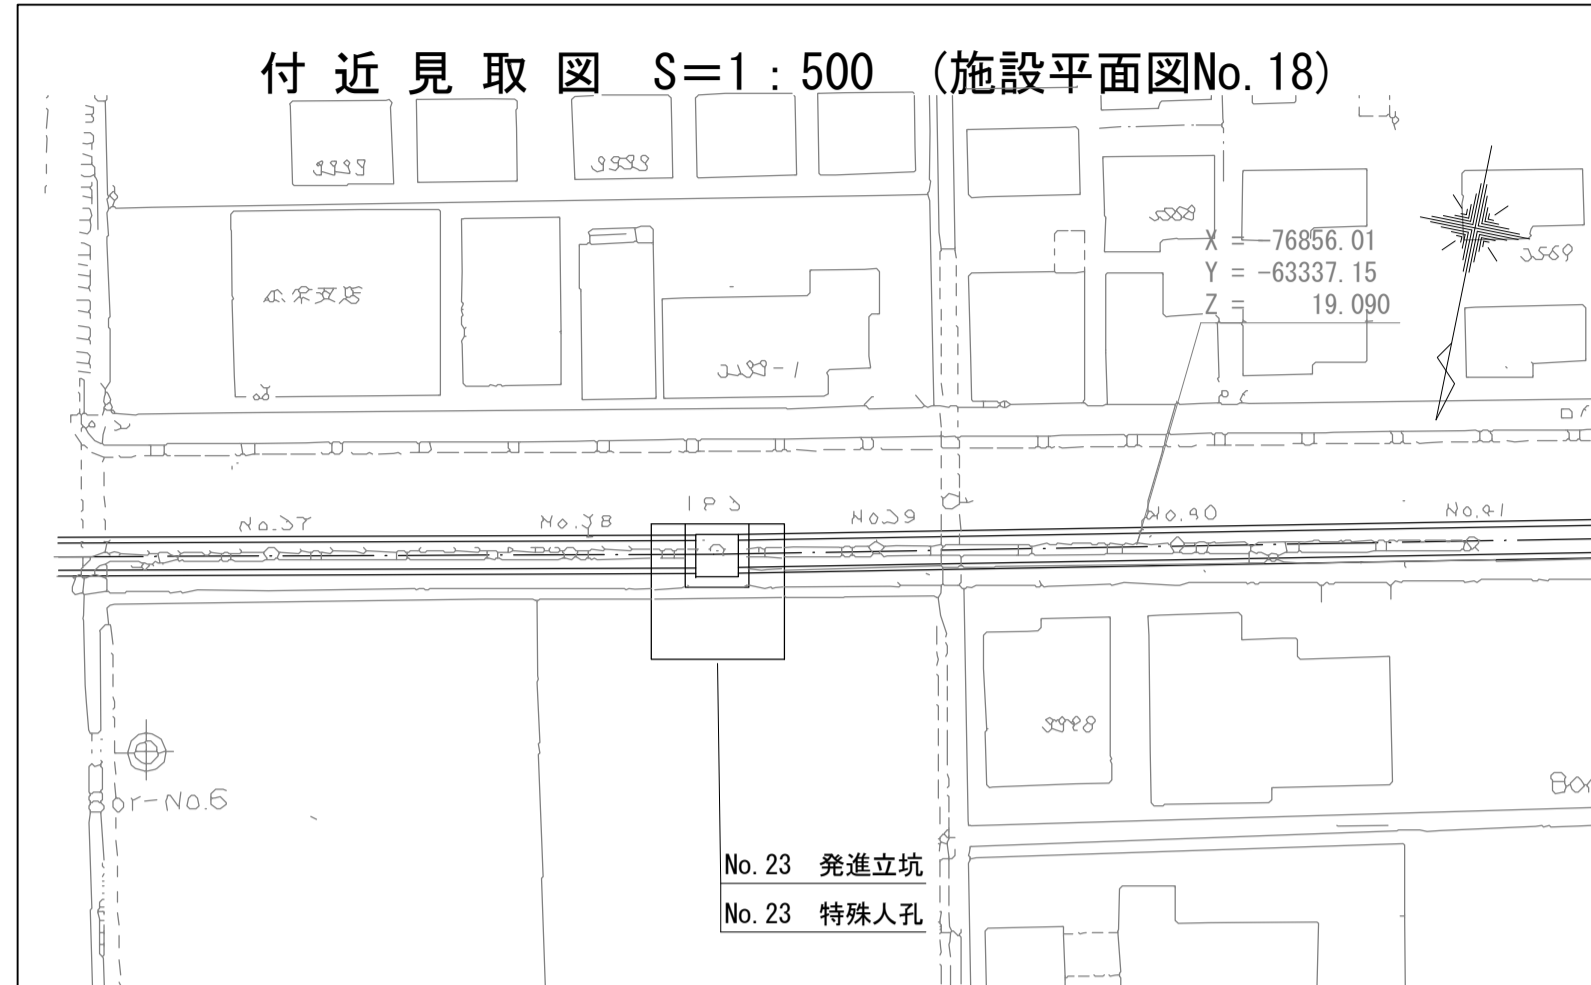 付近見取図 S=1:500 (施設平面図No.18)
X = -76856.01
Y = -63337.15
Z = 19.090
No.37
No.38
IP3
No.39
No.40
No.41
Bor-No.6
No.23 発進立坑
No.23 特殊人孔